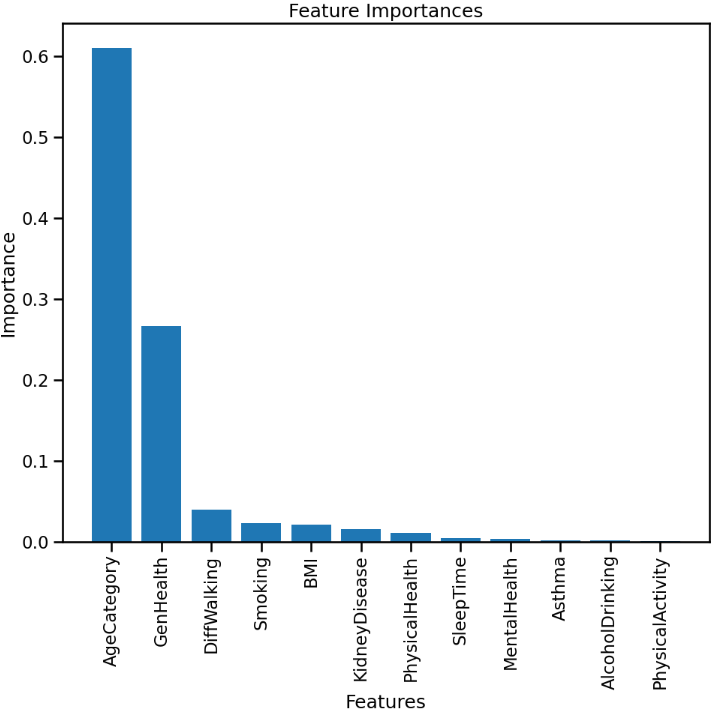 Feature Importances
Importance
0.6
0.5
0.4
0.3
0.2
0.1
0.0
AgeCategory
GenHealth
DiffWalking
Smoking
BMI
KidneyDisease
PhysicalHealth
SleepTime
MentalHealth
Asthma
AlcoholDrinking
PhysicalActivity
Features